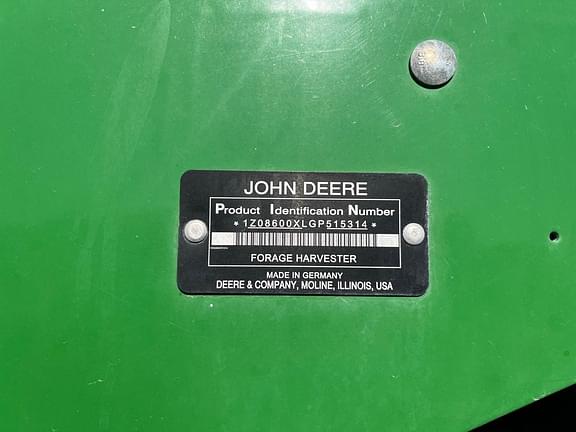 JOHN DEERE
Product Identification Number
*1Z08600XLGP515314*
FORAGE HARVESTER
MADE IN GERMANY
DEERE & COMPANY, MOLINE, ILLINOIS, USA